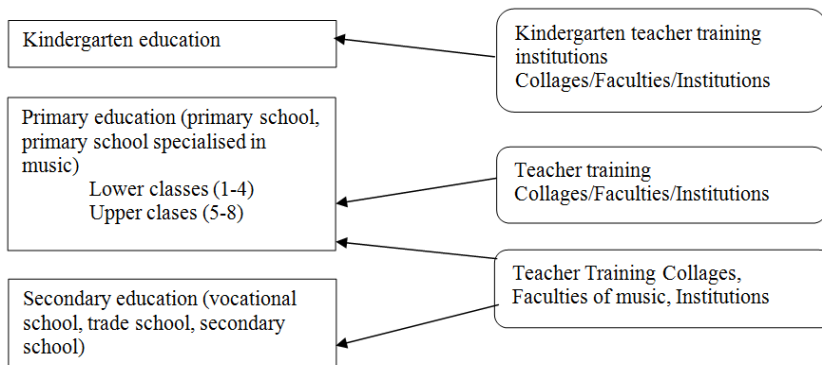 Kindergarten education
Kindergarten teacher training
institutions
Collages/Faculties/Institutions
Primary education (primary school,
primary school specialised in
music)
Lower classes (1-4)
Upper clases (5-8)
Teacher training
Collages/Faculties/Institutions
Teacher Training Collages,
Faculties of music, Institutions
Secondary education (vocational
school, trade school, secondary
school)